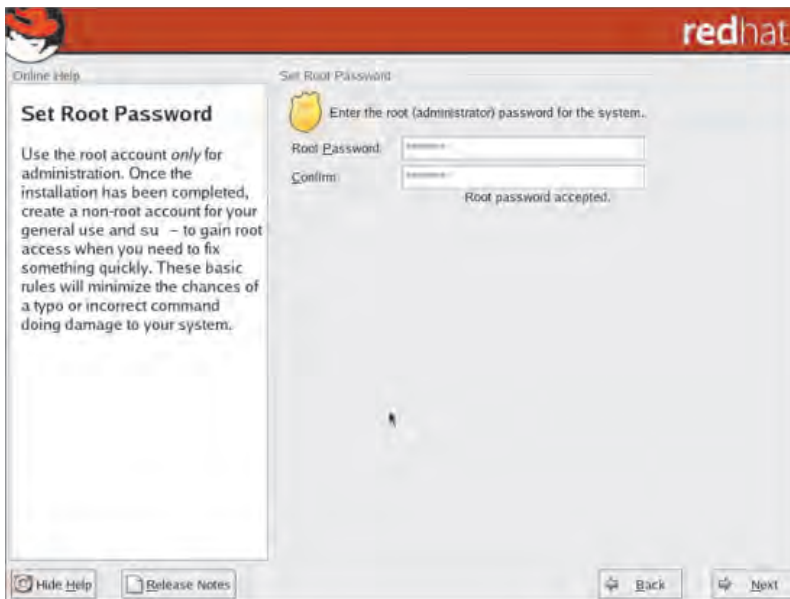 redhat
Online Help
Set Root Password
Use the root account only for
administration. Once the
installation has been completed,
create a non-root account for your
general use and su - to gain root
access when you need to fix
something quickly. These basic
rules will minimize the chances of
a typo or incorrect command
doing damage to your system.
Set Root Password
Enter the root (administrator) password for the system.
Root Password:
********
Confirm:
********
Root password accepted.
Hide Help
Release Notes
Back
Next